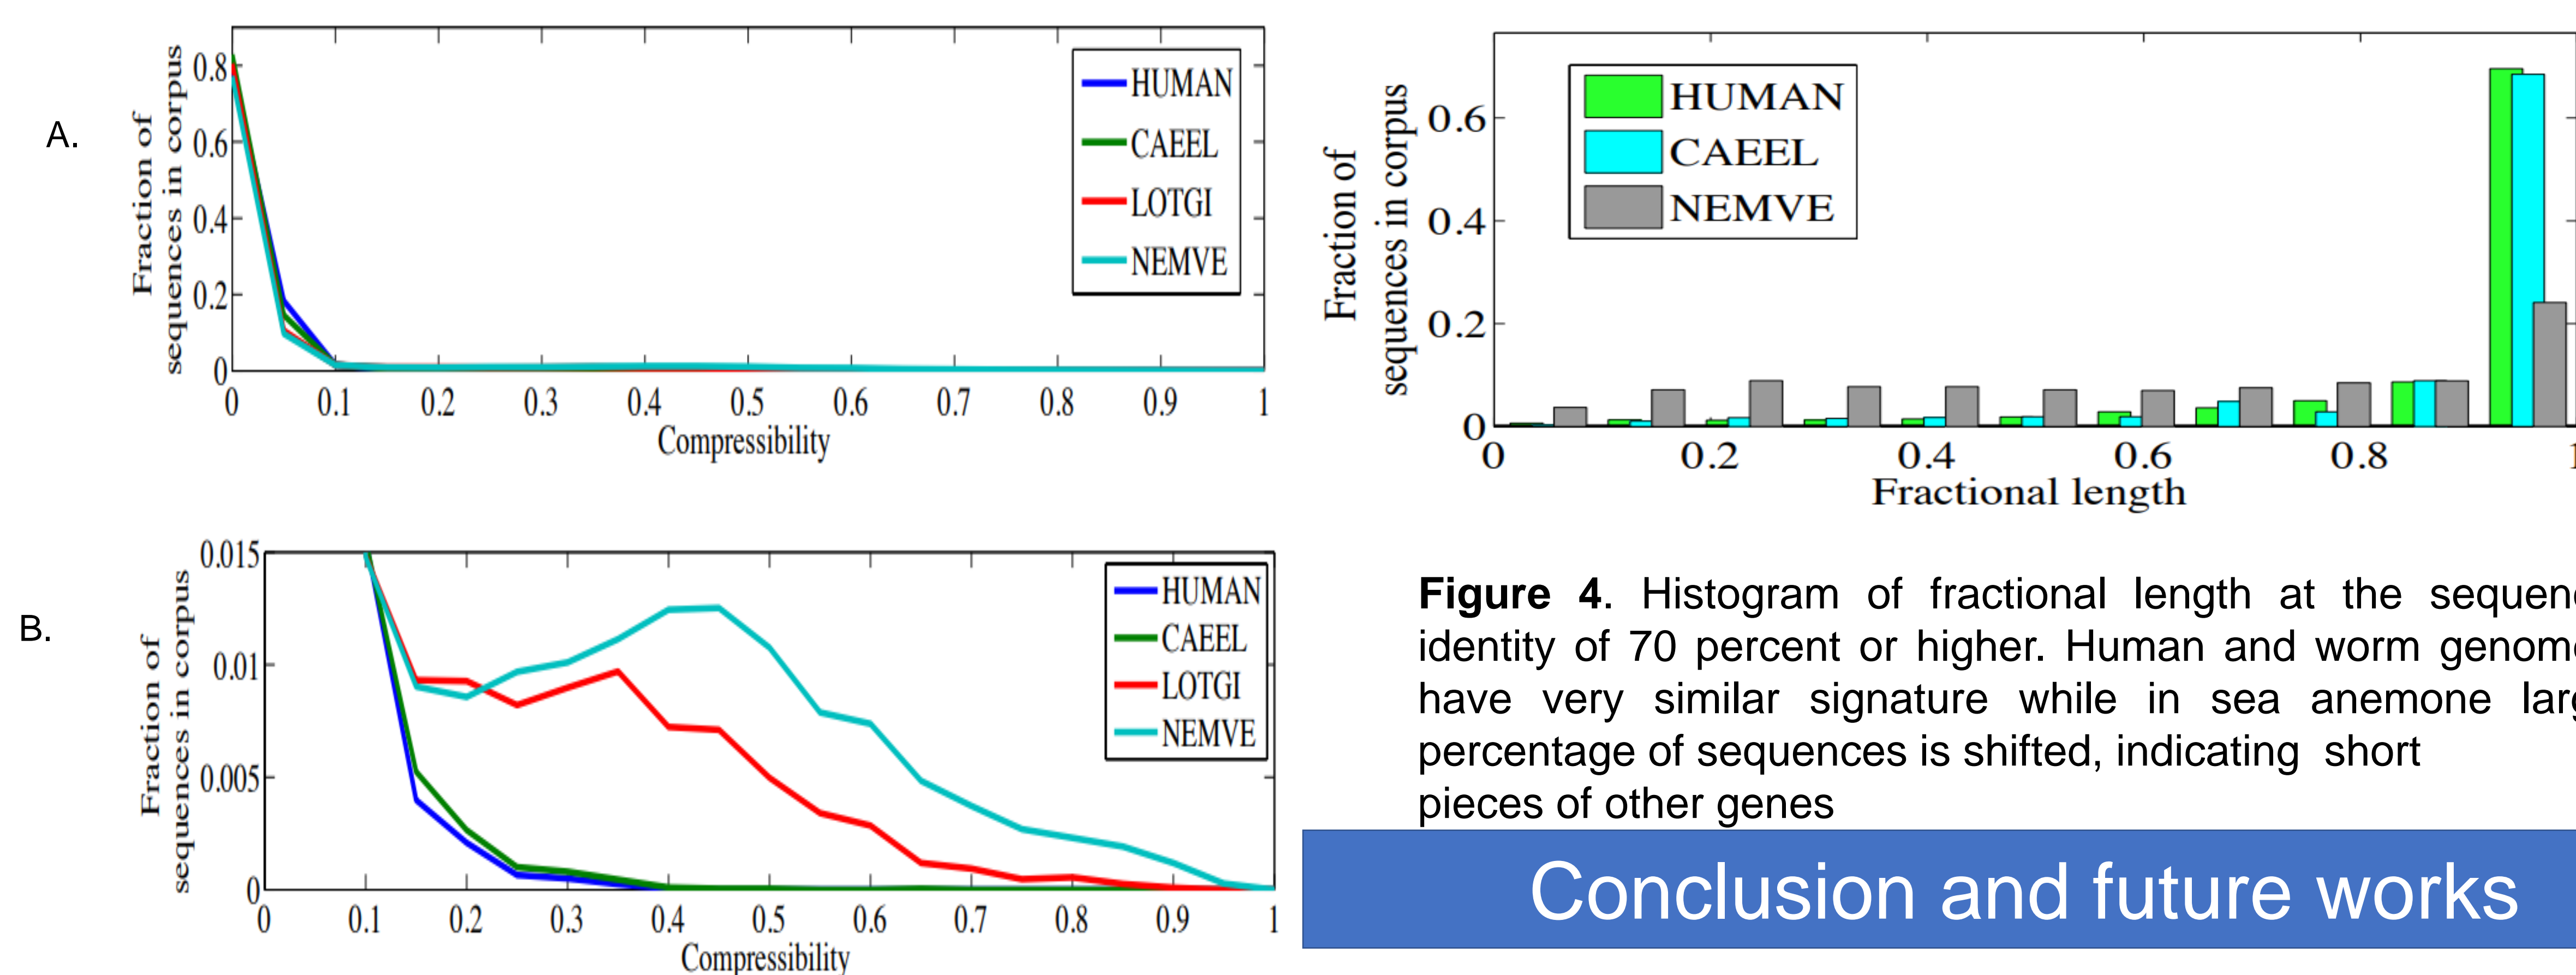 A.
Fraction of
sequences in corpus
0.8
0.6
0.4
0.2
0
HUMAN
CAEEL
LOTGI
NEMVE
0 0.1 0.2 0.3 0.4 0.5 0.6 0.7 0.8 0.9 1
Compressibility
B.
Fraction of
sequences in corpus
0.015
0.01
0.005
0
HUMAN
CAEEL
LOTGI
NEMVE
0 0.1 0.2 0.3 0.4 0.5 0.6 0.7 0.8 0.9 1
Compressibility
Fraction of
sequences in corpus
0.6
0.4
0.2
0
HUMAN
CAEEL
NEMVE
0 0.2 0.4 0.6 0.8
Fractional length
Figure 4. Histogram of fractional length at the
identity of 70 percent or higher. Human and worm
have very similar signature while in sea anemone
percentage of sequences is shifted, indicating short
pieces of other genes
Conclusion and future works